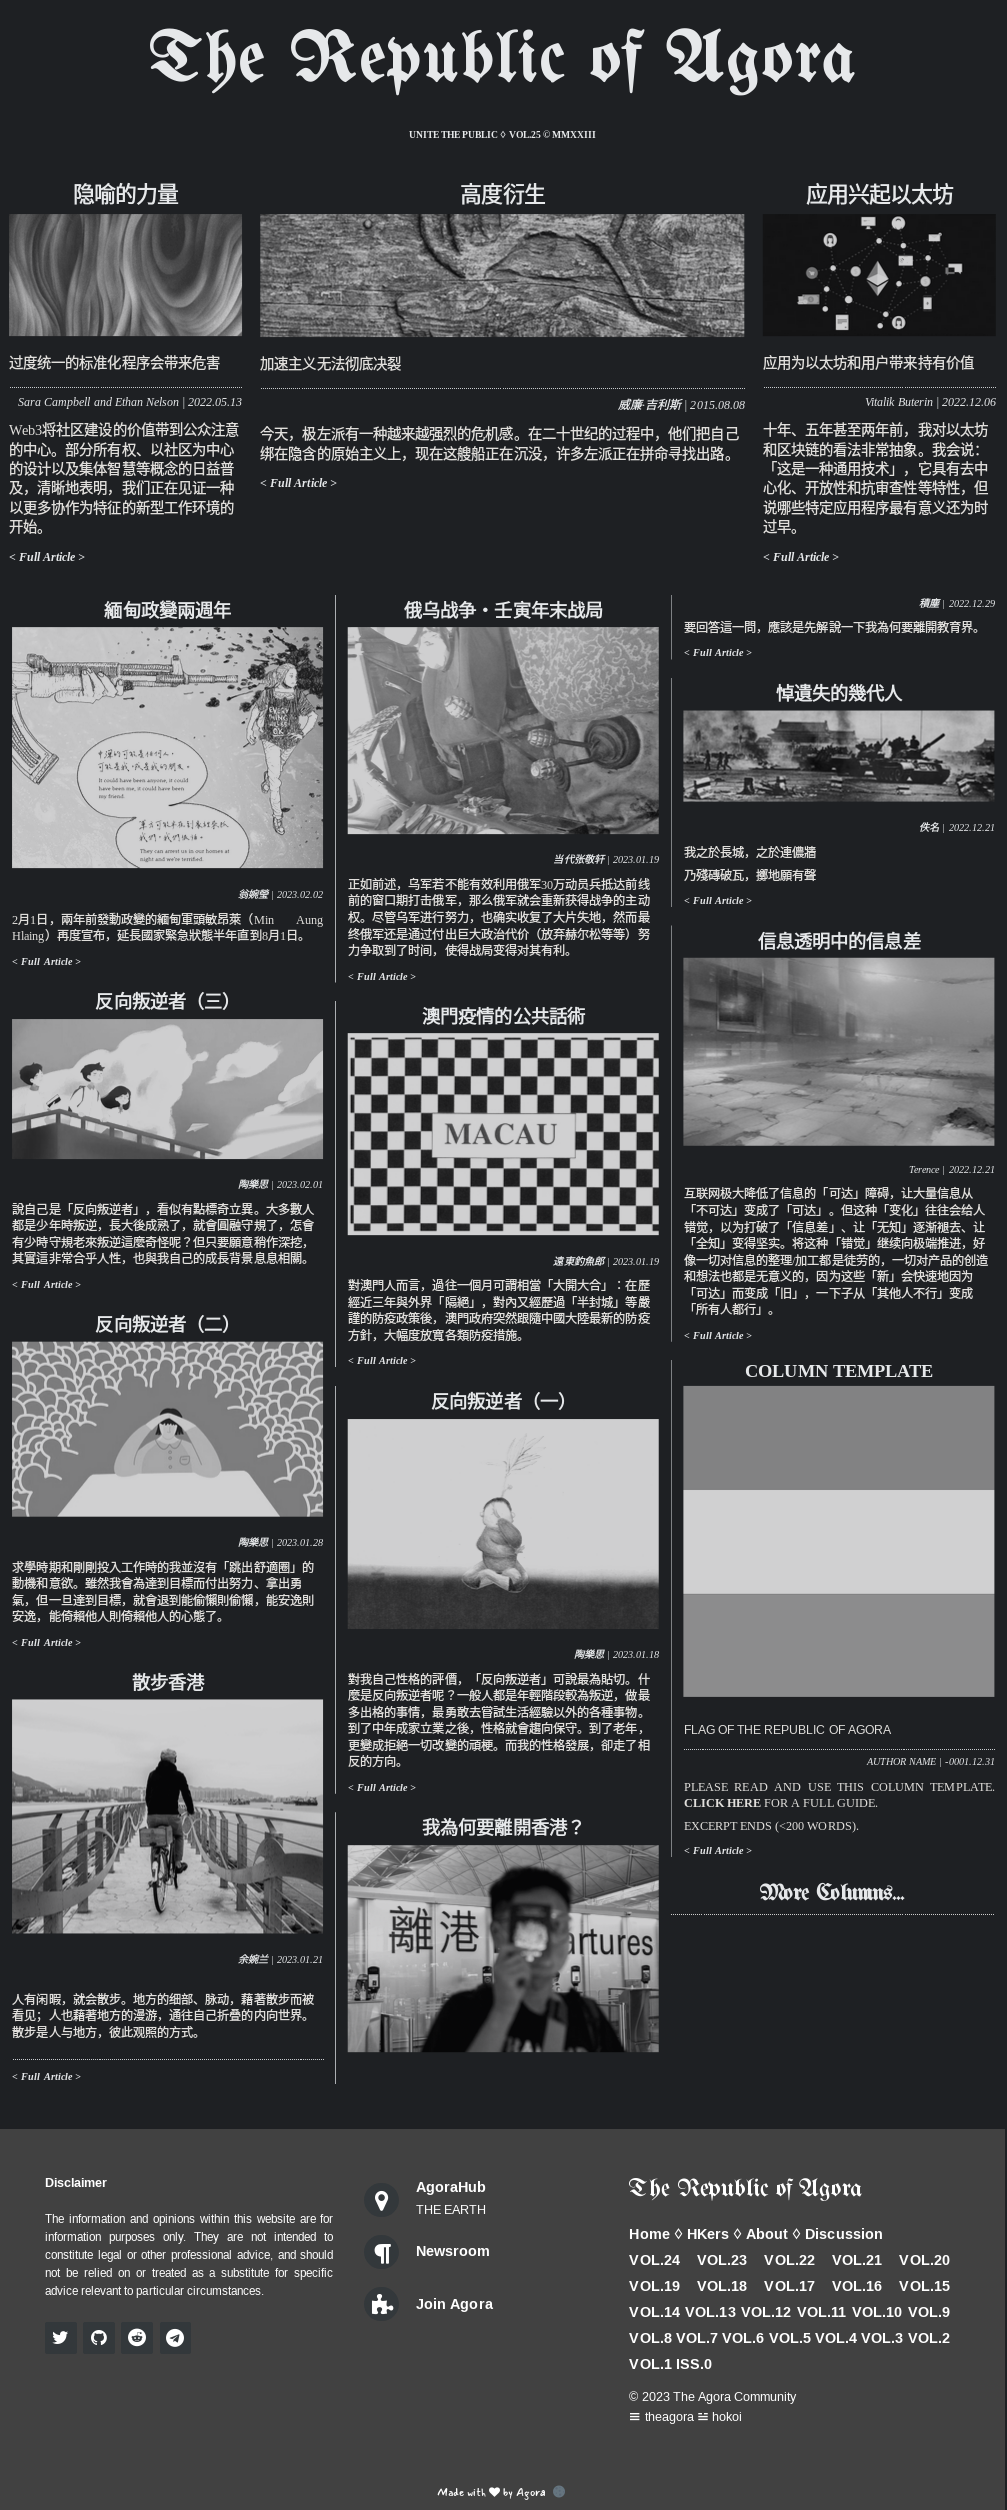 The Republic of Agora
UNITE THE PUBLIC ◊ VOL.25 © MMXXIII
隐喻的力量
过度统一的标准化程序会带来危害
Sara Campbell and Ethan Nelson | 2022.05.13
Web3将社区建设的价值带到公众注意
的中心。部分所有权、以社区为中心
的设计以及集体智慧等概念的日益普
及，清晰地表明，我们正在见证一种
以更多协作为特征的新型工作环境的
开始。
< Full Article >
高度衍生
加速主义无法彻底决裂
威廉·吉利斯 | 2015.08.08
今天，极左派有一种越来越强烈的危机感。在二十世纪的过程中，他们把自己
绑在隐含的原始主义上，现在这艘船正在沉没，许多左派正在拼命寻找出路。
< Full Article >
应用兴起以太坊
应用为以太坊和用户带来持有价值
Vitalik Buterin | 2022.12.06
十年、五年甚至两年前，我对以太坊
和区块链的看法非常抽象。我会说：
「这是一种通用技术」，它具有去中
心化、开放性和抗审查性等特性，但
说哪些特定应用程序最有意义还为时
过早。
< Full Article >
緬甸政變兩週年
It could have been anyone, it could
have been me, it could have been
my friend.
They can arrest us in our homes at
night and we're terrified.
翁婉瑩 | 2023.02.02
2月1日，兩年前發動政變的緬甸軍頭敏昂萊（Min Aung
Hlaing）再度宣布，延長國家緊急狀態半年直到8月1日。
< Full Article >
反向叛逆者（三）
陶樂思 | 2023.02.01
說自己是「反向叛逆者」，看似有點標奇立異。大多數人
都是少年時叛逆，長大後成熟了，就會圓融守規了，怎會
有少時守規老來叛逆這麼奇怪呢？但只要願意稍作深挖，
其實這非常合乎人性，也與我自己的成長背景息息相關。
< Full Article >
反向叛逆者（二）
陶樂思 | 2023.01.28
求學時期和剛剛投入工作時的我並沒有「跳出舒適圈」的
動機和意欲。雖然我會為達到目標而付出努力、拿出勇
氣，但一旦達到目標，就會退到能偷懶則偷懶，能安逸則
安逸，能倚賴他人則倚賴他人的心態了。
< Full Article >
散步香港
余婉兰 | 2023.01.21
人有闲暇，就会散步。地方的细部、脉动，藉著散步而被
看见；人也藉著地方的漫游，通往自己折叠的内向世界。
散步是人与地方，彼此观照的方式。
< Full Article >
俄乌战争·壬寅年末战局
当代张敬轩 | 2023.01.19
正如前述，乌军若不能有效利用俄军30万动员兵抵达前线
前的窗口期打击俄军，那么俄军就会重新获得战争的主动
权。尽管乌军进行努力，也确实收复了大片失地，然而最
终俄军还是通过付出巨大政治代价（放弃赫尔松等等）努
力争取到了时间，使得战局变得对其有利。
< Full Article >
澳門疫情的公共話術
MACAU
遠東釣魚郎 | 2023.01.19
對澳門人而言，過往一個月可謂相當「大開大合」：在歷
經近三年與外界「隔絕」，對內又經歷過「半封城」等嚴
謹的防疫政策後，澳門政府突然跟隨中國大陸最新的防疫
方針，大幅度放寬各類防疫措施。
< Full Article >
反向叛逆者（一）
陶樂思 | 2023.01.18
對我自己性格的評價，「反向叛逆者」可說最為貼切。什
麼是反向叛逆者呢？一般人都是年輕階段較為叛逆，做最
多出格的事情，最勇敢去嘗試生活經驗以外的各種事物。
到了中年成家立業之後，性格就會趨向保守。到了老年，
更變成拒絕一切改變的頑梗。而我的性格發展，卻走了相
反的方向。
< Full Article >
我為何要離開香港？
離港
artures
積塵 | 2022.12.29
要回答這一問，應該是先解說一下我為何要離開教育界。
< Full Article >
悼遺失的幾代人
佚名 | 2022.12.21
我之於長城，之於連儂牆
乃殘磚破瓦，擲地願有聲
< Full Article >
信息透明中的信息差
Terence | 2022.12.21
互联网极大降低了信息的「可达」障碍，让大量信息从
「不可达」变成了「可达」。但这种「变化」往往会给人
错觉，以为打破了「信息差」、让「无知」逐渐褪去、让
「全知」变得坚实。将这种「错觉」继续向极端推进，好
像一切对信息的整理/加工都是徒劳的，一切对产品的创造
和想法也都是无意义的，因为这些「新」会快速地因为
「可达」而变成「旧」，一下子从「其他人不行」变成
「所有人都行」。
< Full Article >
COLUMN TEMPLATE
FLAG OF THE REPUBLIC OF AGORA
AUTHOR NAME | -0001.12.31
PLEASE READ AND USE THIS COLUMN TEMPLATE.
CLICK HERE FOR A FULL GUIDE.
EXCERPT ENDS (<200 WORDS).
< Full Article >
More Columns...
Disclaimer
The information and opinions within this website are for
information purposes only. They are not intended to
constitute legal or other professional advice, and should
not be relied on or treated as a substitute for specific
advice relevant to particular circumstances.
AgoraHub
THE EARTH
Newsroom
Join Agora
The Republic of Agora
Home ◊ HKers ◊ About ◊ Discussion
VOL.24 VOL.23 VOL.22 VOL.21 VOL.20
VOL.19 VOL.18 VOL.17 VOL.16 VOL.15
VOL.14 VOL.13 VOL.12 VOL.11 VOL.10 VOL.9
VOL.8 VOL.7 VOL.6 VOL.5 VOL.4 VOL.3 VOL.2
VOL.1 ISS.0
© 2023 The Agora Community
theagora hokoi
Made with ♥ by Agora